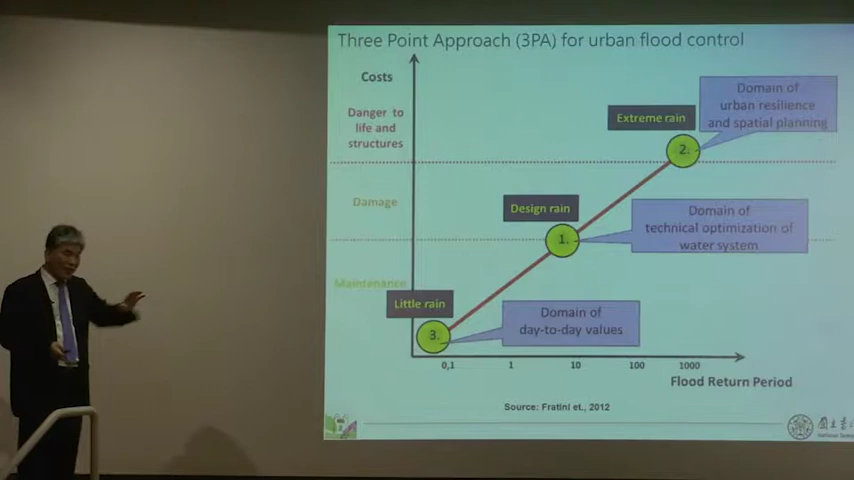 Three Point Approach (3PA) for urban flood control
Costs
Danger to
life and
structures
Damage
Maintenance
Extreme rain
2.
Domain of
urban resilience
and spatial planning
Design rain
1.
Domain of
technical optimization of
water system
Little rain
3.
Domain of
day-to-day values
0,1
1
10
100
1000
Flood Return Period
Source: Fratini et., 2012